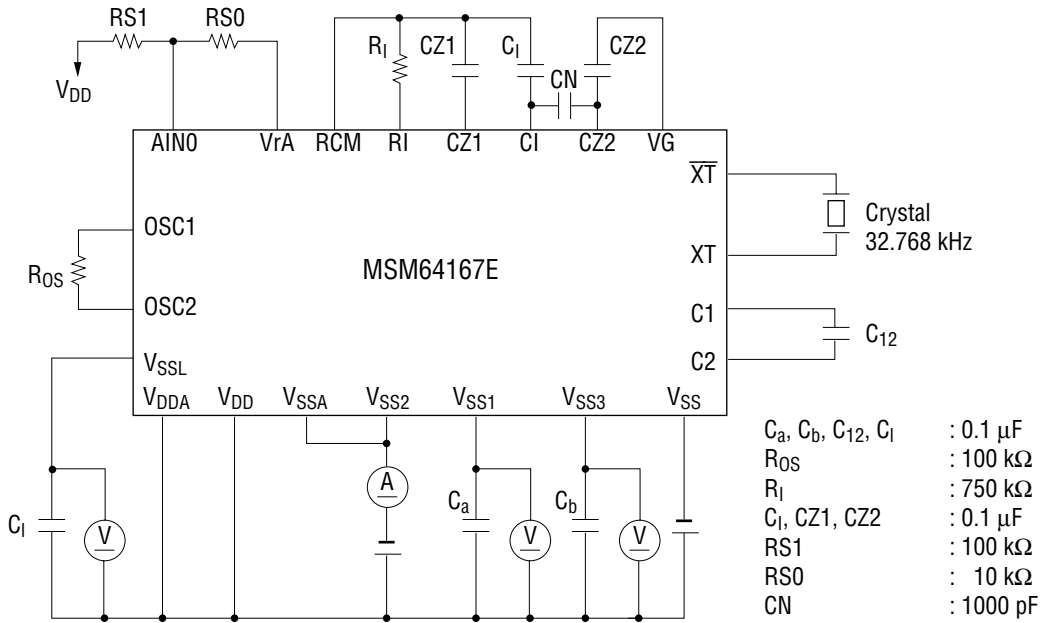 RS1 RS0
V_DD
R_I CZ1 C_I CZ2
CN
AIN0 VrA RCM RI CZ1 CI CZ2 VG
X̅T̅
XT
Crystal
32.768 kHz
OSC1
R_OS
OSC2
MSM64167E
C1
C2
C_12
V_SSL
V_DDA V_DD V_SSA V_SS2 V_SS1 V_SS3 V_SS
C_l V
A
C_a V
C_b V
C_a, C_b, C_12, C_l : 0.1 μF
R_OS : 100 kΩ
R_I : 750 kΩ
C_I, CZ1, CZ2 : 0.1 μF
RS1 : 100 kΩ
RS0 : 10 kΩ
CN : 1000 pF